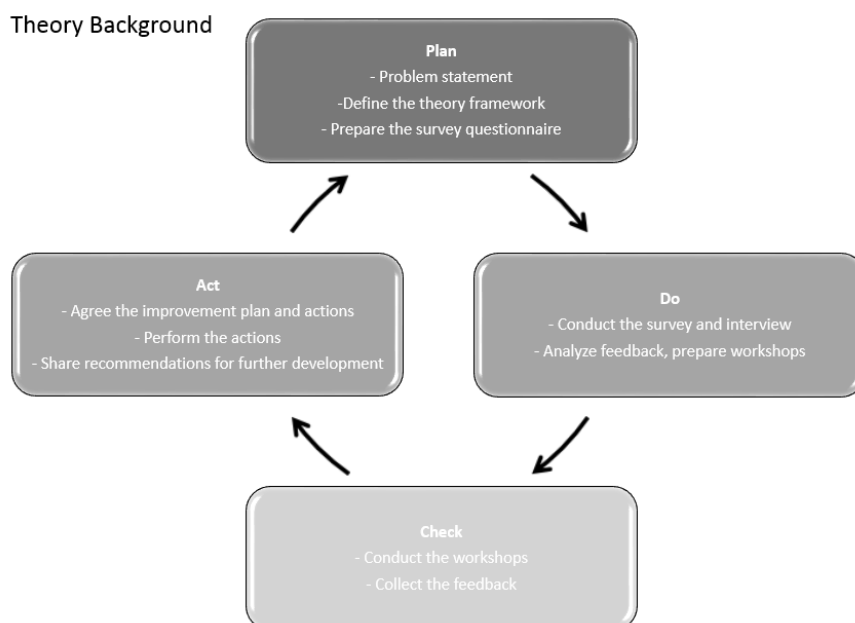 Theory Background
Plan
- Problem statement
-Define the theory framework
- Prepare the survey questionnaire
Act
- Agree the improvement plan and actions
- Perform the actions
- Share recommendations for further development
Do
- Conduct the survey and interview
- Analyze feedback, prepare workshops
Check
- Conduct the workshops
- Collect the feedback